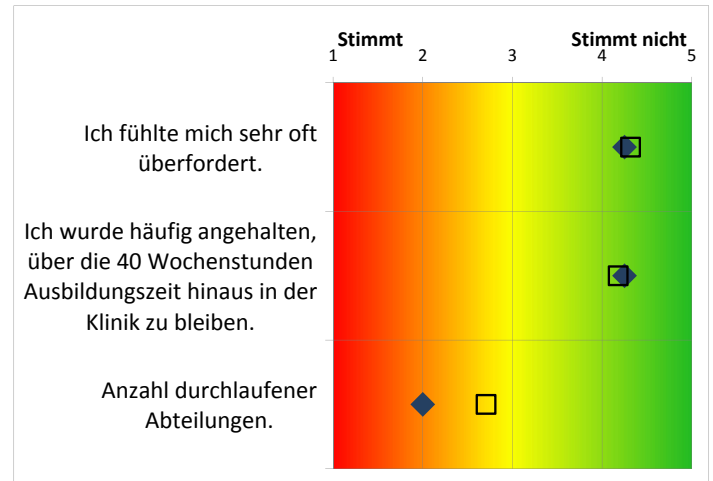 Stimmt Stimmt nicht
1 2 3 4 5
Ich fühlte mich sehr oft
überfordert.
Ich wurde häufig angehalten,
über die 40 Wochenstunden
Ausbildungszeit hinaus in der
Klinik zu bleiben.
Anzahl durchlaufener
Abteilungen.